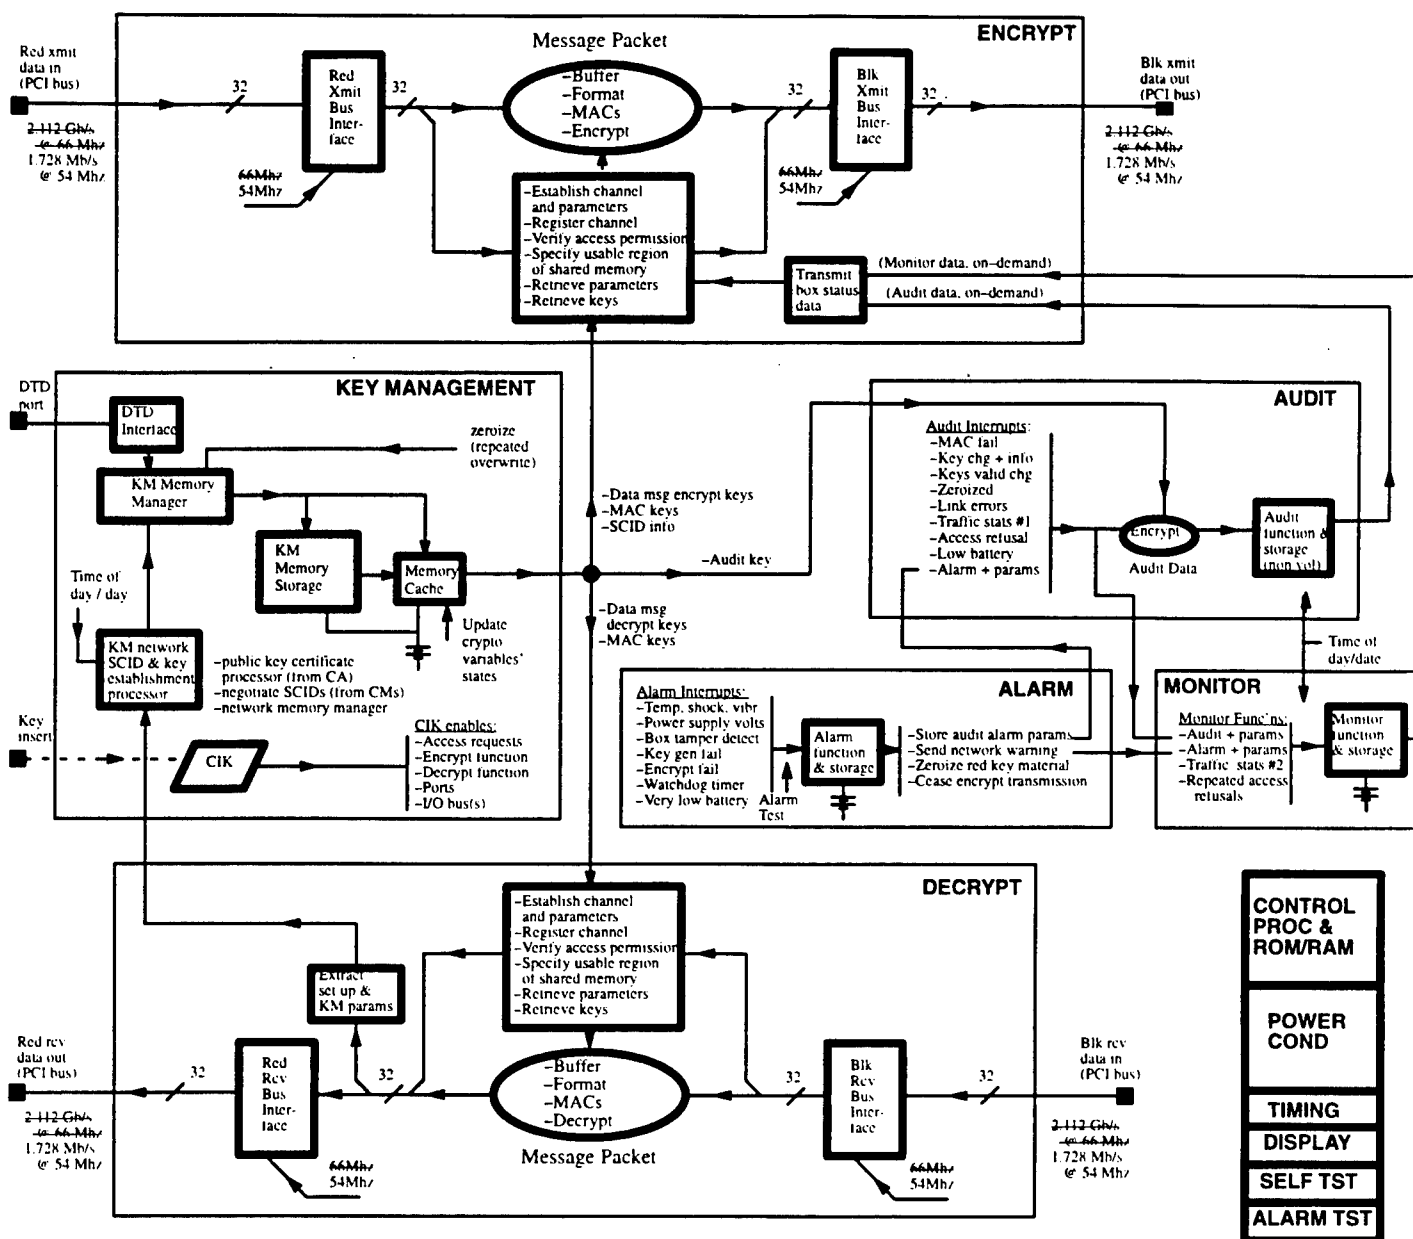 ENCRYPT
Message Packet
Red xmit
data in
(PCI bus)
2.112 Gb/s
@ 66 Mhz
1.728 Mb/s
@ 54 Mhz
32
Red
Xmit
Bus
Inter-
face
32
66Mhz
54Mhz
–Buffer
–Format
–MACs
–Encrypt
32
Blk
Xmit
Bus
Inter-
face
32
66Mhz
54Mhz
Blk xmit
data out
(PCI bus)
2.112 Gb/s
@ 66 Mhz
1.728 Mb/s
@ 54 Mhz
–Establish channel
and parameters
–Register channel
–Verify access permission
–Specify usable region
of shared memory
–Retrieve parameters
–Retrieve keys
Transmit
box status
data
(Monitor data, on–demand)
(Audit data, on–demand)
KEY MANAGEMENT
DTD
port
DTD
Interface
zeroize
(repeated
overwrite)
KM Memory
Manager
KM
Memory
Storage
Memory
Cache
Time of
day / day
Update
crypto
variables'
states
KM network
SCID & key
establishment
processor
–public key certificate
processor (from CA)
–negotiate SCIDs (from CMs)
–network memory manager
Key
insert
CIK
CIK enables:
–Access requests
–Encrypt function
–Decrypt function
–Ports
–I/O bus(s)
–Data msg encrypt keys
–MAC keys
–SCID info
–Audit key
–Data msg
decrypt keys
–MAC keys
AUDIT
Audit Interrupts:
–MAC fail
–Key chg + info
–Keys valid chg
–Zeroized
–Link errors
–Traffic stats #1
–Access refusal
–Low battery
–Alarm + params
Encrypt
Audit Data
Audit
function &
storage
(non vol)
Time of
day/date
ALARM
Alarm Interrupts:
–Temp, shock, vibr
–Power supply volts
–Box tamper detect
–Key gen fail
–Encrypt fail
–Watchdog timer
–Very low battery
Alarm
Test
Alarm
function
& storage
–Store audit alarm params
–Send network warning
–Zeroize red key material
–Cease encrypt transmission
MONITOR
Monitor Func'ns:
–Audit + params
–Alarm + params
–Traffic stats #2
–Repeated access
refusals
Monitor
function
& storage
DECRYPT
–Establish channel
and parameters
–Register channel
–Verify access permission
–Specify usable region
of shared memory
–Retrieve parameters
–Retrieve keys
Extract
set up &
KM params
Red rcv
data out
(PCI bus)
2.112 Gb/s
@ 66 Mhz
1.728 Mb/s
@ 54 Mhz
32
Red
Rcv
Bus
Inter-
face
32
66Mhz
54Mhz
–Buffer
–Format
–MACs
–Decrypt
Message Packet
32
Blk
Rcv
Bus
Inter-
face
32
66Mhz
54Mhz
Blk rcv
data in
(PCI bus)
2.112 Gb/s
@ 66 Mhz
1.728 Mb/s
@ 54 Mhz
CONTROL
PROC &
ROM/RAM
POWER
COND
TIMING
DISPLAY
SELF TST
ALARM TST